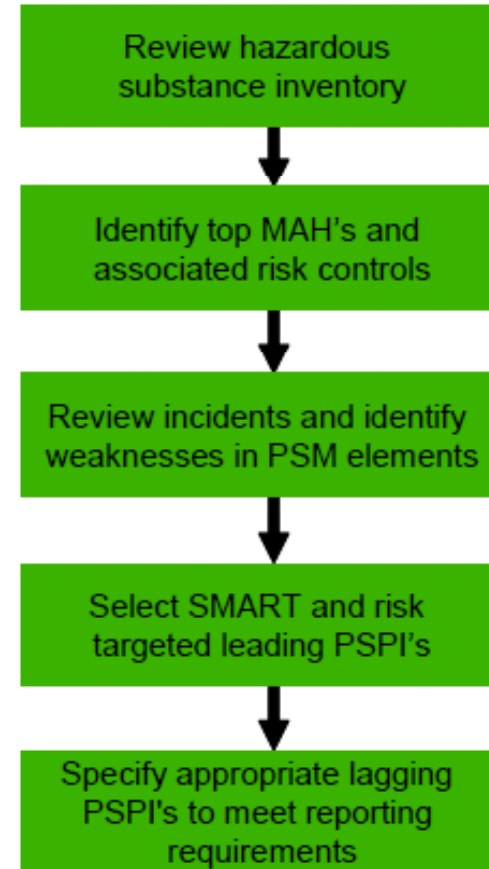 Review hazardous
substance inventory
Identify top MAH's and
associated risk controls
Review incidents and identify
weaknesses in PSM elements
Select SMART and risk
targeted leading PSPI's
Specify appropriate lagging
PSPI's to meet reporting
requirements